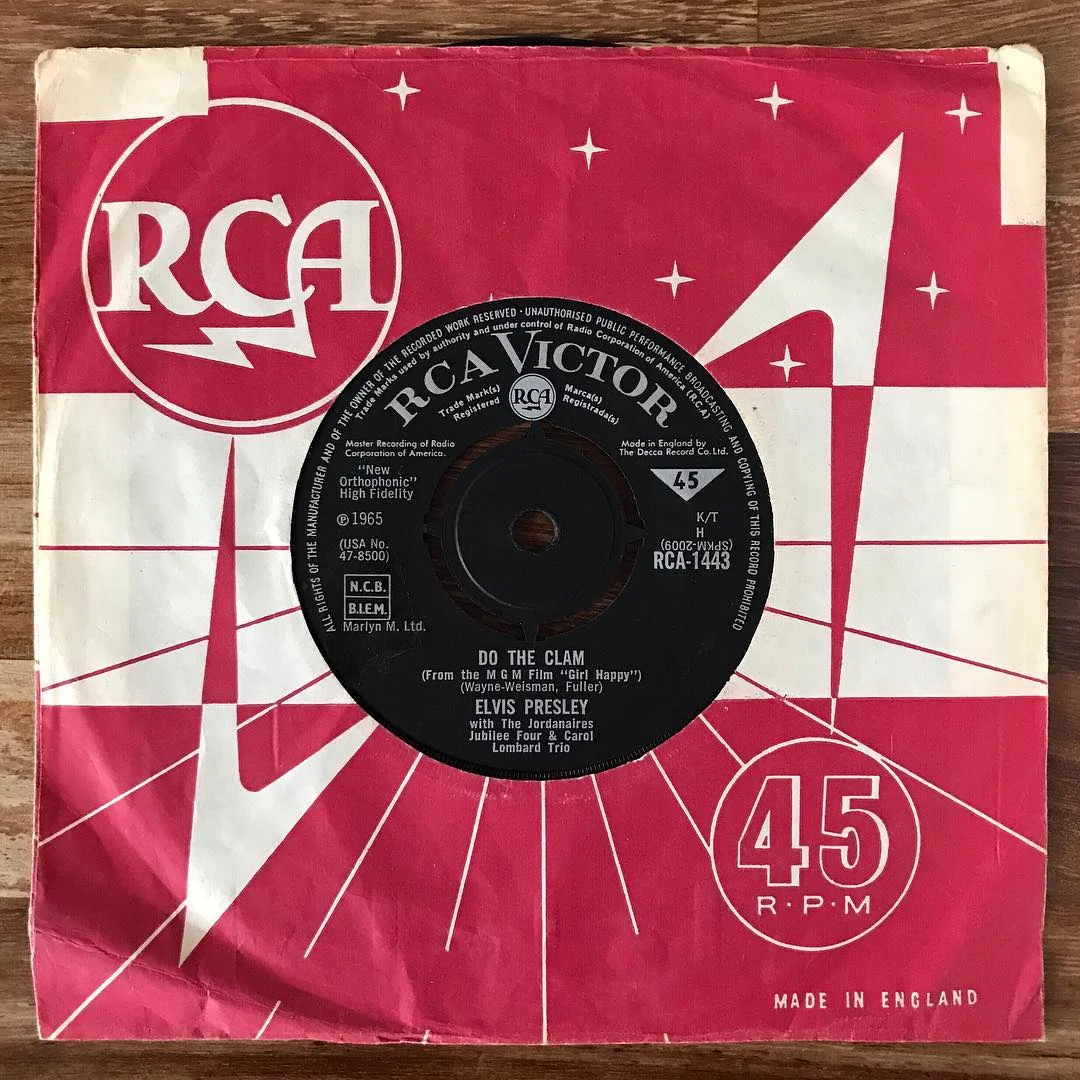 RCA
ALL RIGHTS OF THE MANUFACTURER AND OF THE OWNER OF THE RECORDED WORK RESERVED · UNAUTHORISED PUBLIC PERFORMANCE BROADCASTING AND COPYING OF THIS RECORD PROHIBITED
Trade Marks used by authority and under control of Radio Corporation of America (R.C.A)
RCA VICTOR
Trade Mark(s)
Registered
RCA
Marca(s)
Registrada(s)
Master Recording of Radio
Corporation of America.
Made in England by
The Decca Record Co. Ltd.
"New
Orthophonic"
High Fidelity
℗ 1965
(USA No.
47-8500)
N.C.B.
B.I.E.M.
Marlyn M. Ltd.
45
K/T
H
(SPKM-2009)
RCA-1443
DO THE CLAM
(From the M G M Film "Girl Happy")
(Wayne-Weisman, Fuller)
ELVIS PRESLEY
with The Jordanaires
Jubilee Four & Carol
Lombard Trio
45
R·P·M
MADE IN ENGLAND